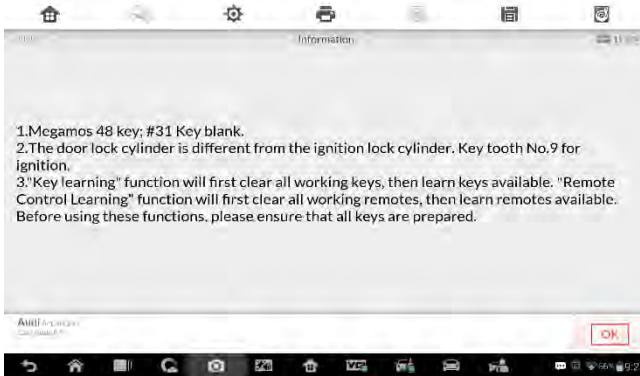 Information
1.Megamos 48 key; #31 Key blank.
2.The door lock cylinder is different from the ignition lock cylinder. Key tooth No.9 for
ignition.
3."Key learning" function will first clear all working keys, then learn keys available. "Remote
Control Learning" function will first clear all working remotes, then learn remotes available.
Before using these functions, please ensure that all keys are prepared.
Audi
OK
66%